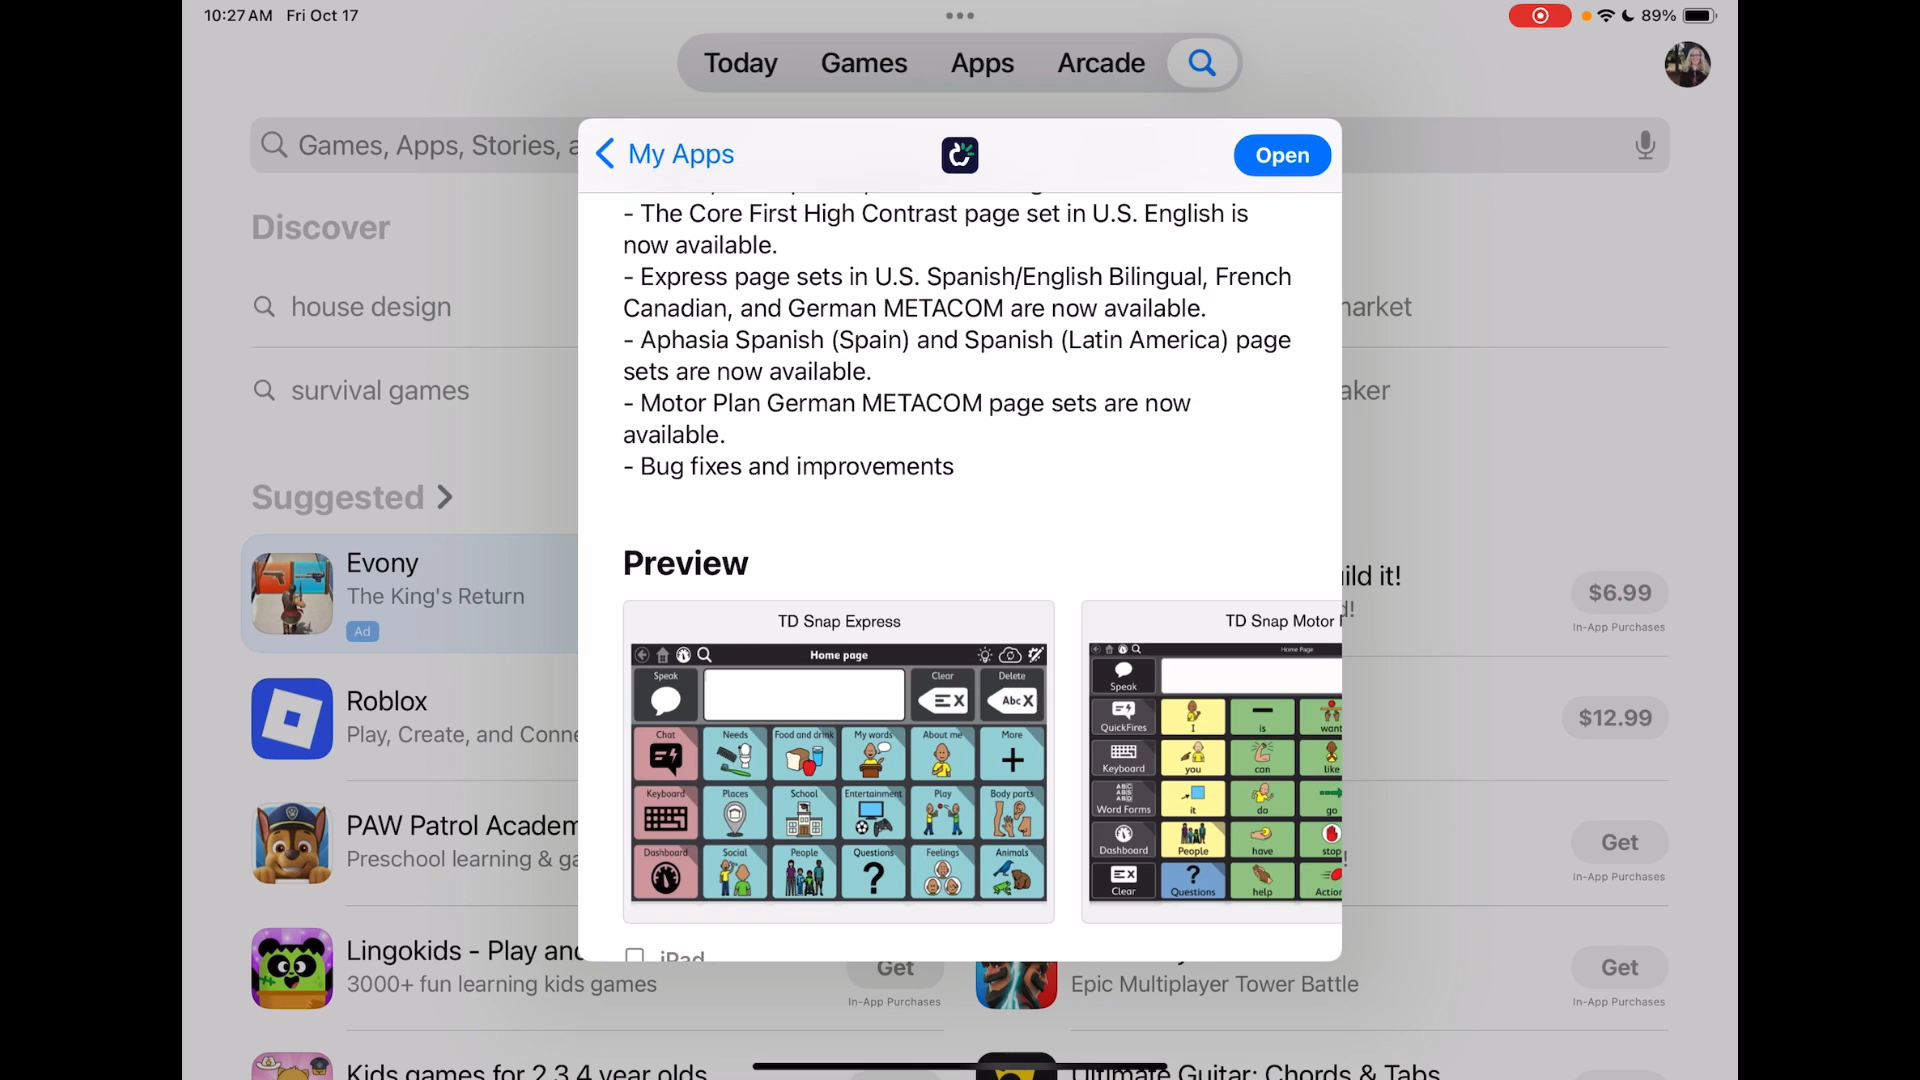 10:27 AM Fri Oct 17
89%
Today Games Apps Arcade
Games, Apps, Stories,
My Apps
Open
Discover
house design
survival games
Suggested
Evony
The King's Return
Ad
Roblox
Play, Create, and
PAW Patrol
Preschool learning &
Lingokids - Play
3000+ fun learning kids games
Get
In-App Purchases
Kids games for 2,3,4 year olds
- The Core First High Contrast page set in U.S. English is
now available.
- Express page sets in U.S. Spanish/English Bilingual, French
Canadian, and German METACOM are now available.
- Aphasia Spanish (Spain) and Spanish (Latin America) page
sets are now available.
- Motor Plan German METACOM page sets are now
available.
- Bug fixes and improvements
Preview
TD Snap Express
Home page
Speak
Clear
Delete
Abc X
Chat Needs Food and drink My words About me More
Keyboard Places School Entertainment Play Body parts
Dashboard Social People Questions Feelings Animals
TD Snap Motor
Home Page
Speak
QuickFires I is want
Keyboard you can like
Word Forms it do go
Dashboard People have stop
Clear Questions help
iPad
it!
$6.99
In-App Purchases
$12.99
Get
In-App Purchases
Epic Multiplayer Tower Battle
Get
In-App Purchases
Ultimate Guitar: Chords & Tabs